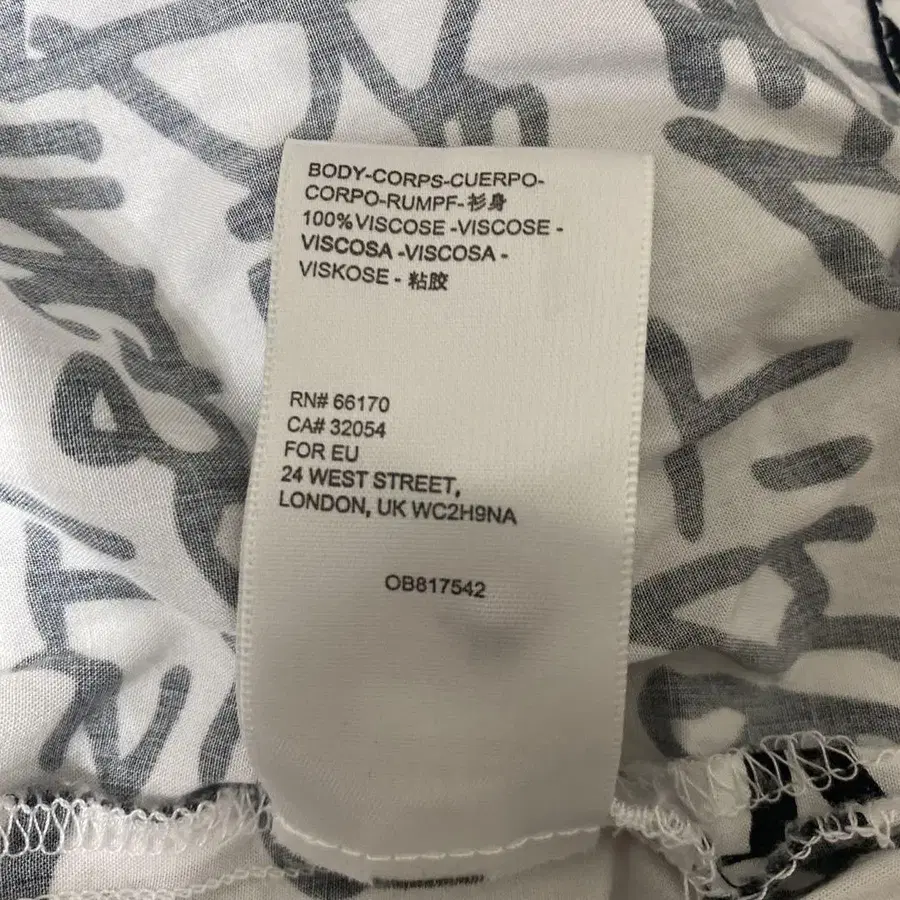 BODY-CORPS-CUERPO-
CORPO-RUMPF-衫身
100%VISCOSE -VISCOSE -
VISCOSA -VISCOSA -
VISKOSE - 粘胶
RN# 66170
CA# 32054
FOR EU
24 WEST STREET,
LONDON, UK WC2H9NA
OB817542